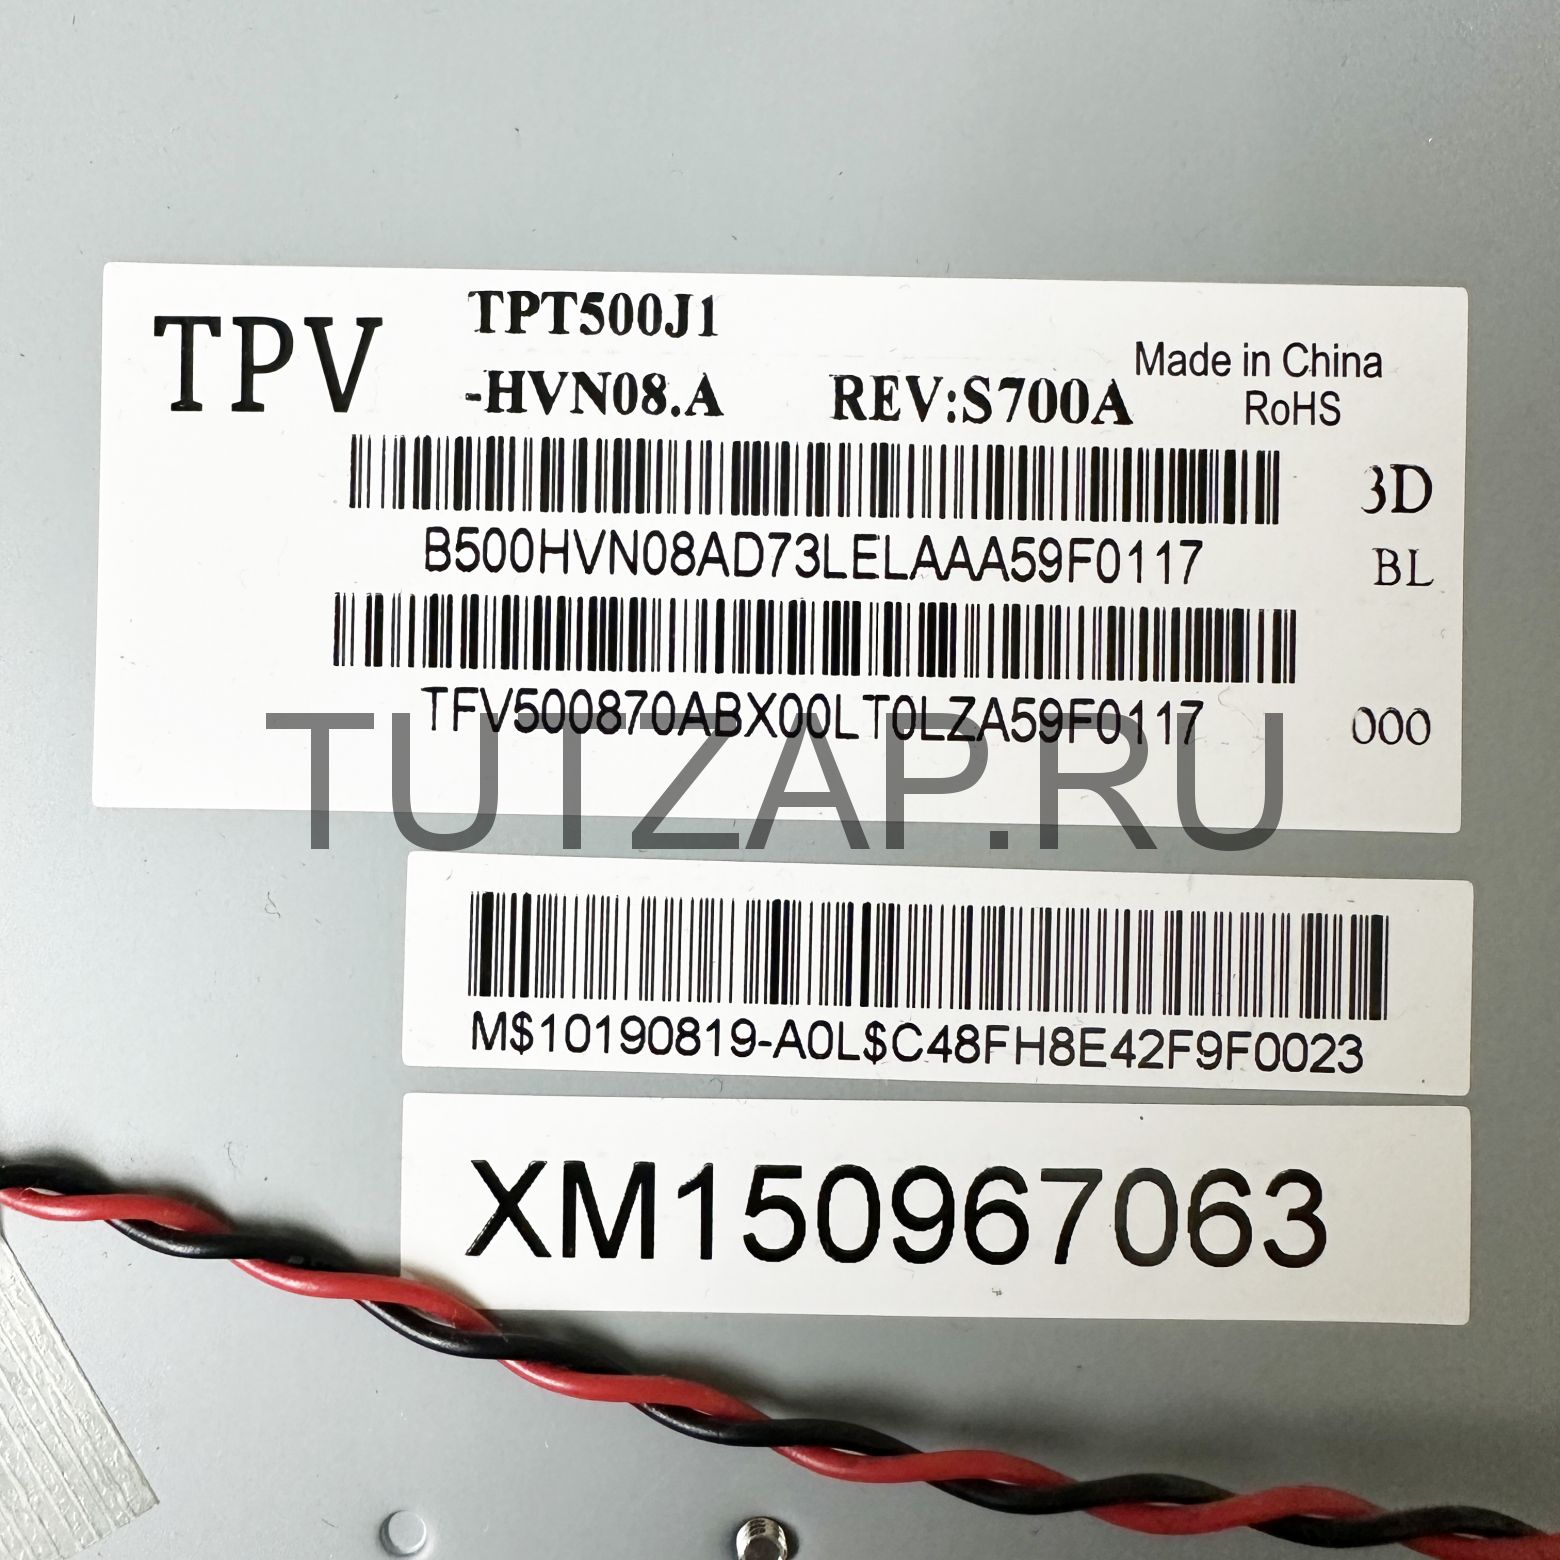 TPV
TPT500J1
-HVN08.A REV:S700A
Made in China
RoHS
3D
B500HVN08AD73LELAAA59F0117
BL
TFV500870ABX00LT0LZA59F0117
000
TUTZAP.RU
M$10190819-A0L$C48FH8E42F9F0023
XM150967063